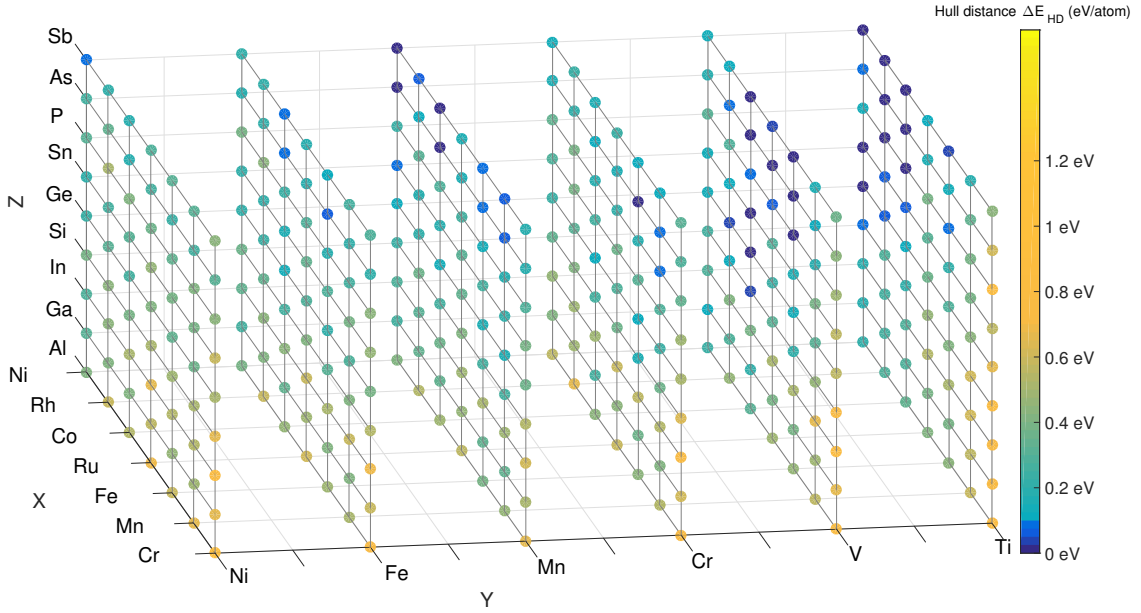 Hull distance ΔE HD (eV/atom)
Sb
As
P
Sn
Ge
Si
In
Ga
Al
Z
Ni
Rh
Co
Ru
Fe
Mn
Cr
X
Ni
Fe
Mn
Cr
V
Ti
Y
1.2 eV
1 eV
0.8 eV
0.6 eV
0.4 eV
0.2 eV
0 eV